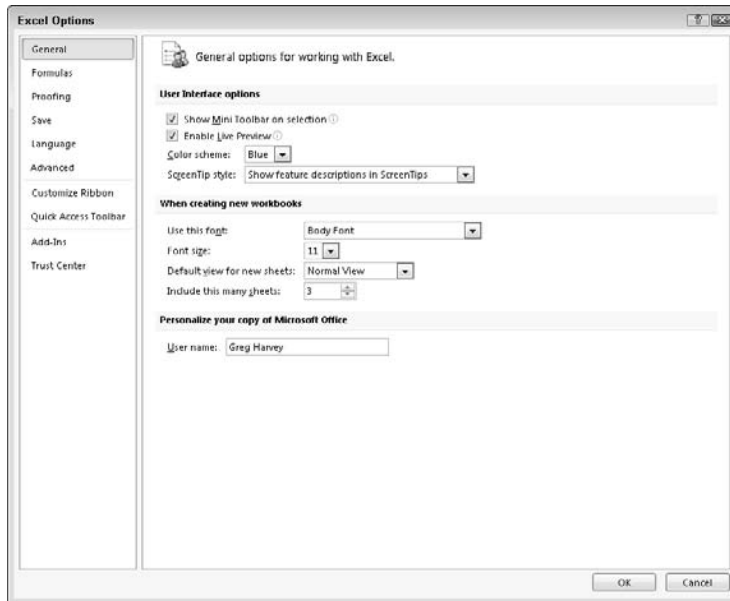 Excel Options
General
Formulas
Proofing
Save
Language
Advanced
Customize Ribbon
Quick Access Toolbar
Add-Ins
Trust Center
General options for working with Excel.
User Interface options
Show Mini Toolbar on selection
Enable Live Preview
Color scheme: Blue
ScreenTip style: Show feature descriptions in ScreenTips
When creating new workbooks
Use this font: Body Font
Font size: 11
Default view for new sheets: Normal View
Include this many sheets: 3
Personalize your copy of Microsoft Office
User name: Greg Harvey
OK Cancel